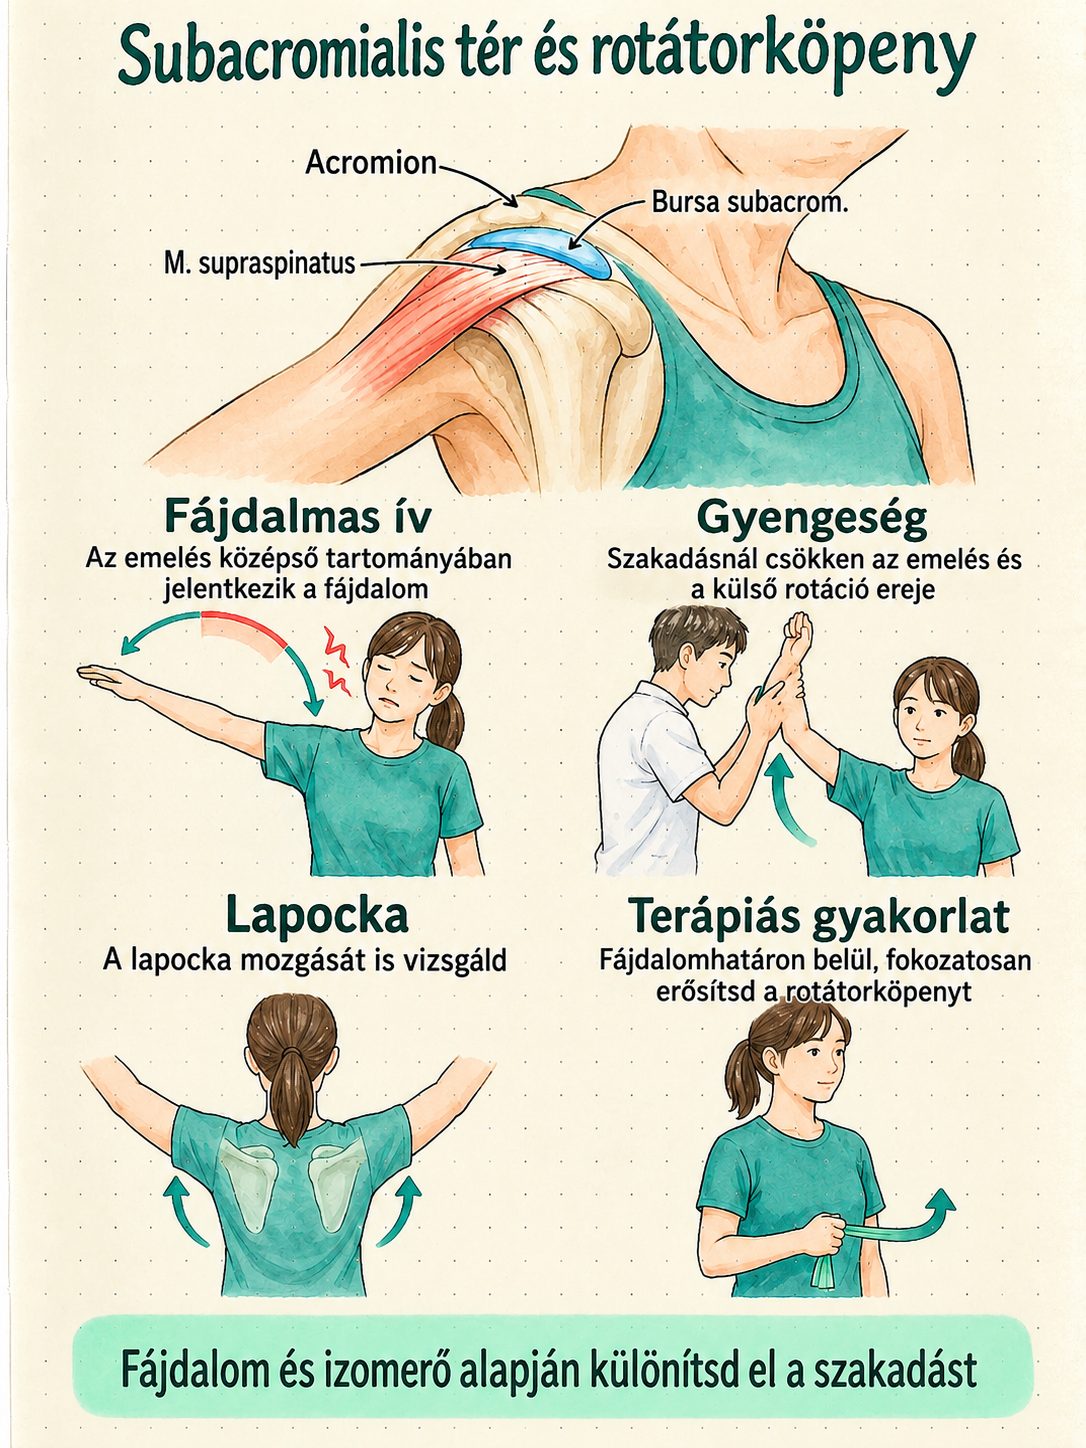 Subacromialis tér és rotátorköpeny
Acromion
Bursa subacrom.
M. supraspinatus
Fájdalmas ív
Az emelés középső tartományában
jelentkezik a fájdalom
Gyengeség
Szakadásnál csökken az emelés és
a külső rotáció ereje
Lapocka
A lapocka mozgását is vizsgáld
Terápiás gyakorlat
Fájdalomhatáron belül, fokozatosan
erősítsd a rotátorköpenyt
Fájdalom és izomerő alapján különítsd el a szakadást